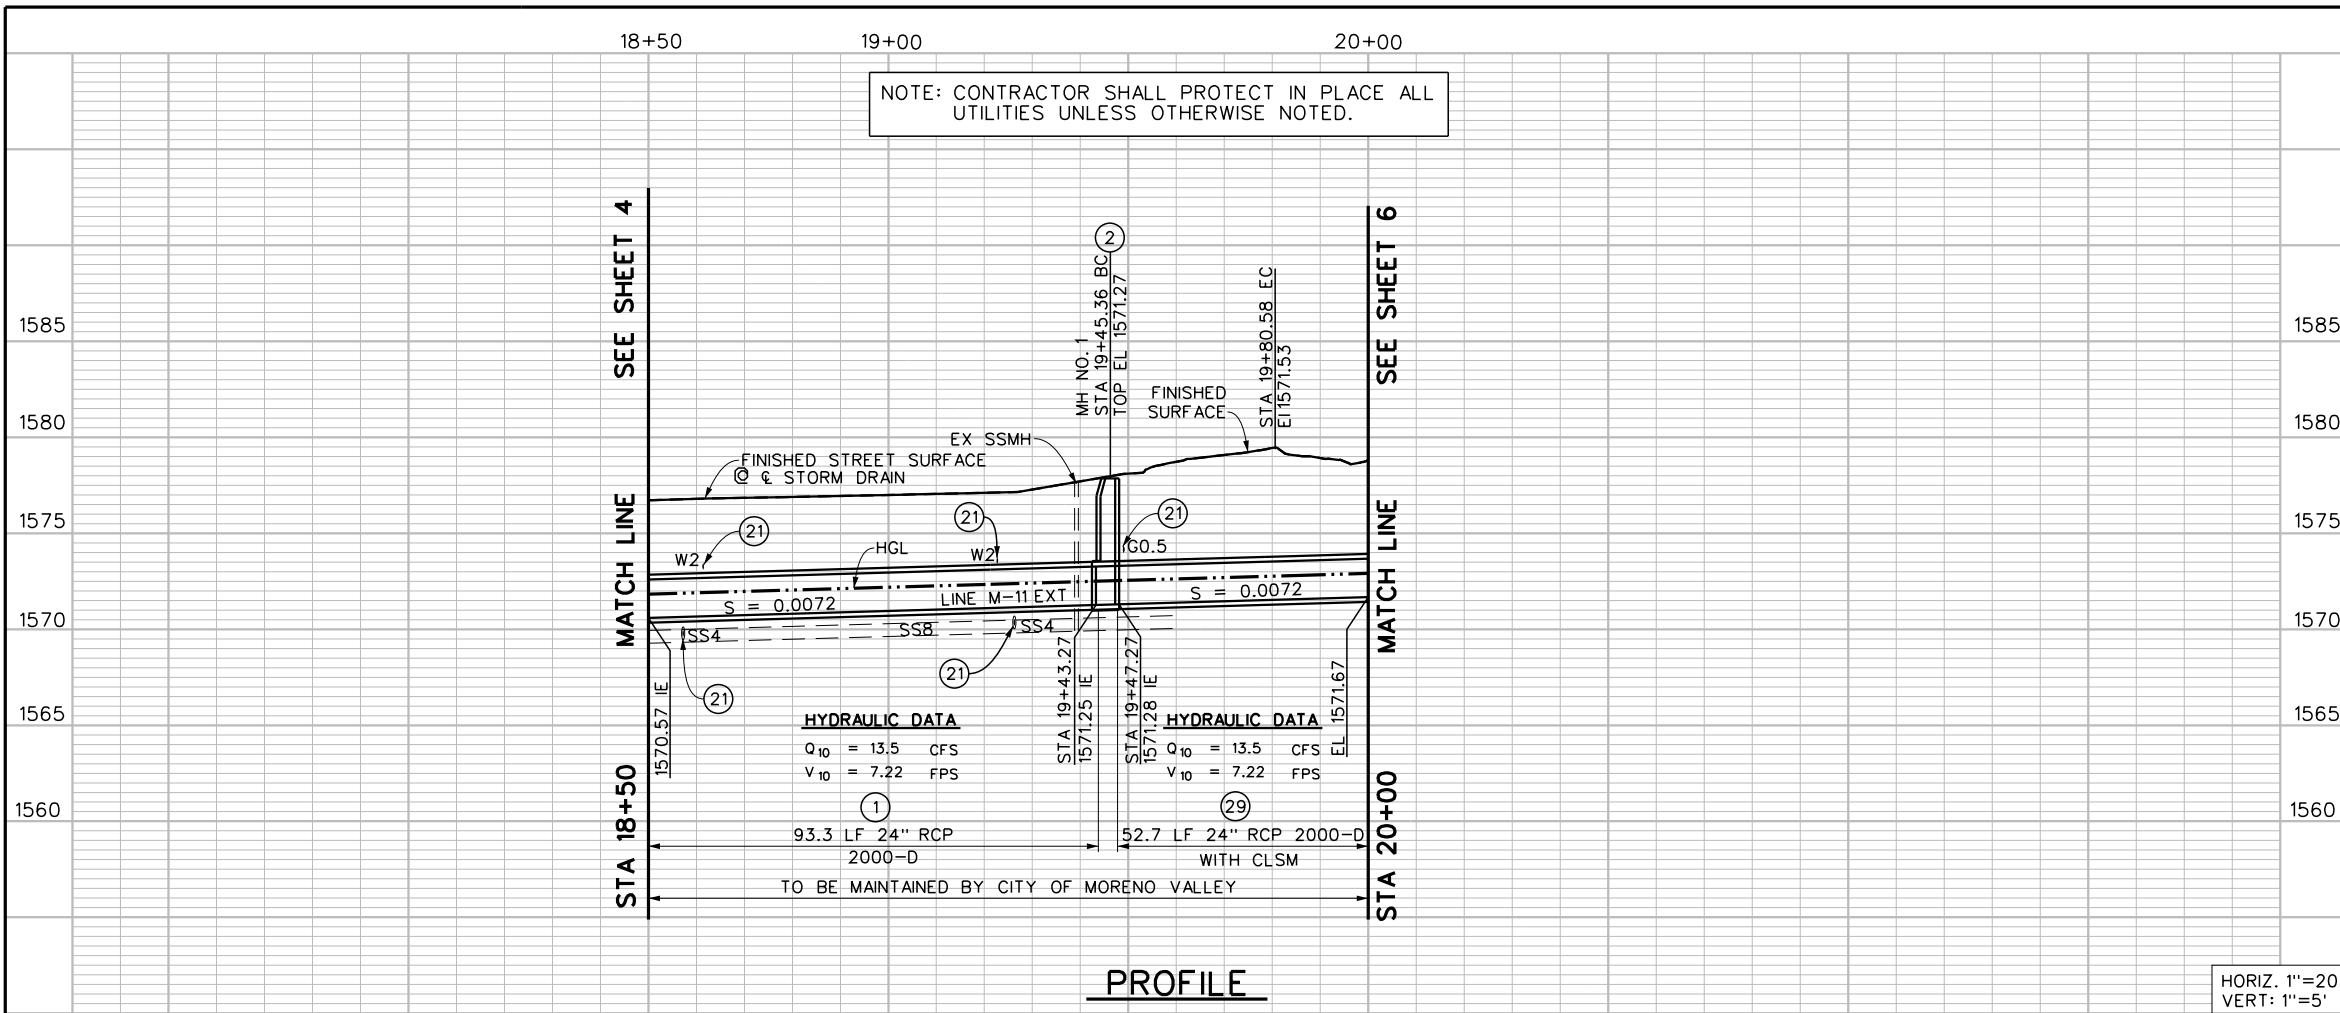 18+50
19+00
20+00
NOTE: CONTRACTOR SHALL PROTECT IN PLACE ALL
UTILITIES UNLESS OTHERWISE NOTED.
MATCH LINE SEE SHEET 4
STA 18+50
MATCH LINE SEE SHEET 6
STA 20+00
1585
1580
1575
1570
1565
1560
1585
1580
1575
1570
1565
1560
2
MH NO. 1
STA 19+45.36 BC
TOP EL 1571.27
STA 19+80.58 EC
El 1571.53
FINISHED
SURFACE
EX SSMH
FINISHED STREET SURFACE
@ ℄ STORM DRAIN
21
21
21
W2
HGL
W2
G0.5
S = 0.0072
LINE M-11 EXT
S = 0.0072
SS4
SS8
SS4
21
21
1570.57 IE
STA 19+43.27
1571.25 IE
STA 19+47.27
1571.28 IE
EL 1571.67
HYDRAULIC DATA
Q10 = 13.5 CFS
V10 = 7.22 FPS
HYDRAULIC DATA
Q10 = 13.5 CFS
V10 = 7.22 FPS
1
93.3 LF 24" RCP
2000-D
29
52.7 LF 24" RCP 2000-D
WITH CLSM
TO BE MAINTAINED BY CITY OF MORENO VALLEY
PROFILE
HORIZ. 1"=20
VERT: 1"=5'